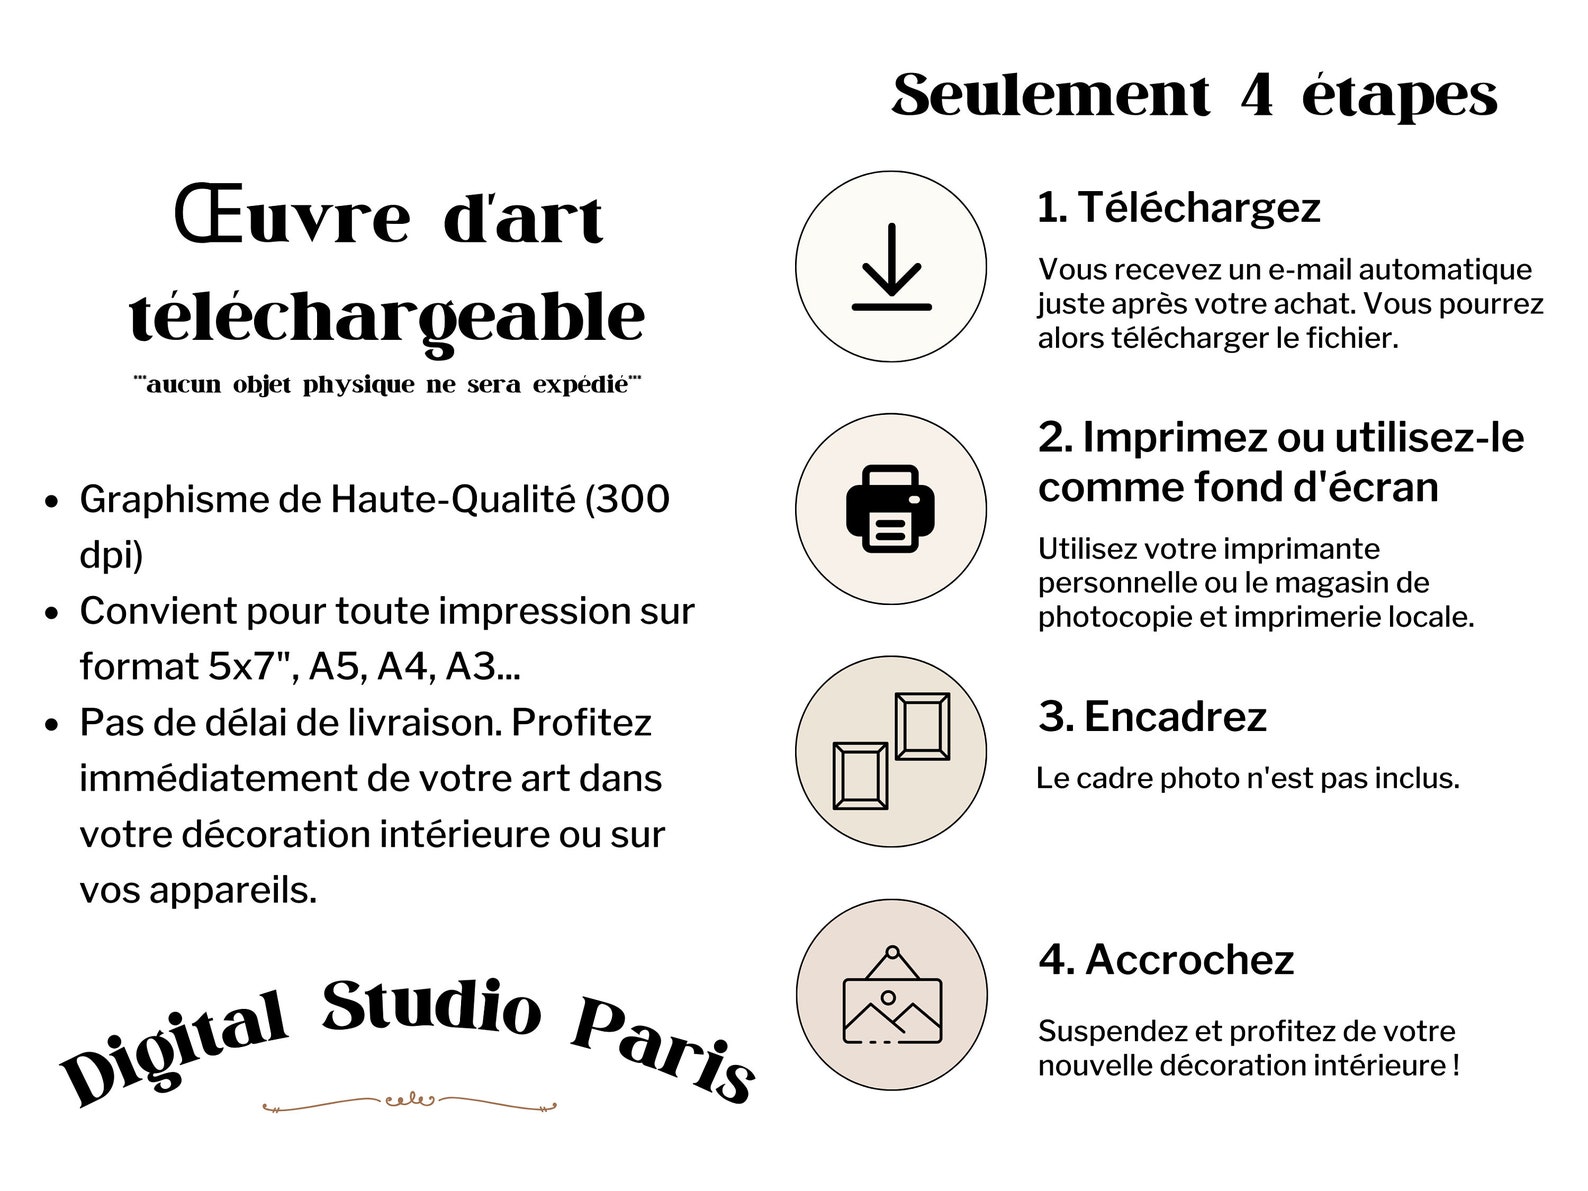 Œuvre d'art
téléchargeable
***aucun objet physique ne sera expédié***
• Graphisme de Haute-Qualité (300
dpi)
• Convient pour toute impression sur
format 5x7", A5, A4, A3...
• Pas de délai de livraison. Profitez
immédiatement de votre art dans
votre décoration intérieure ou sur
vos appareils.
Digital Studio Paris
Seulement 4 étapes
1. Téléchargez
Vous recevez un e-mail automatique
juste après votre achat. Vous pourrez
alors télécharger le fichier.
2. Imprimez ou utilisez-le
comme fond d'écran
Utilisez votre imprimante
personnelle ou le magasin de
photocopie et imprimerie locale.
3. Encadrez
Le cadre photo n'est pas inclus.
4. Accrochez
Suspendez et profitez de votre
nouvelle décoration intérieure !